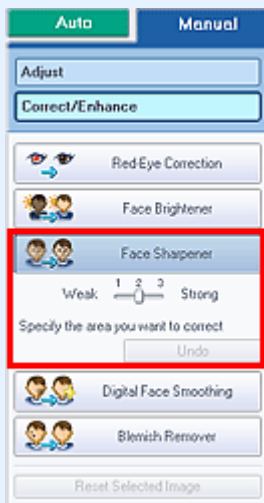 Auto Manual
Adjust
Correct/Enhance
Red-Eye Correction
Face Brightener
Face Sharpener
1 2 3
Weak Strong
Specify the area you want to correct
Undo
Digital Face Smoothing
Blemish Remover
Reset Selected Image